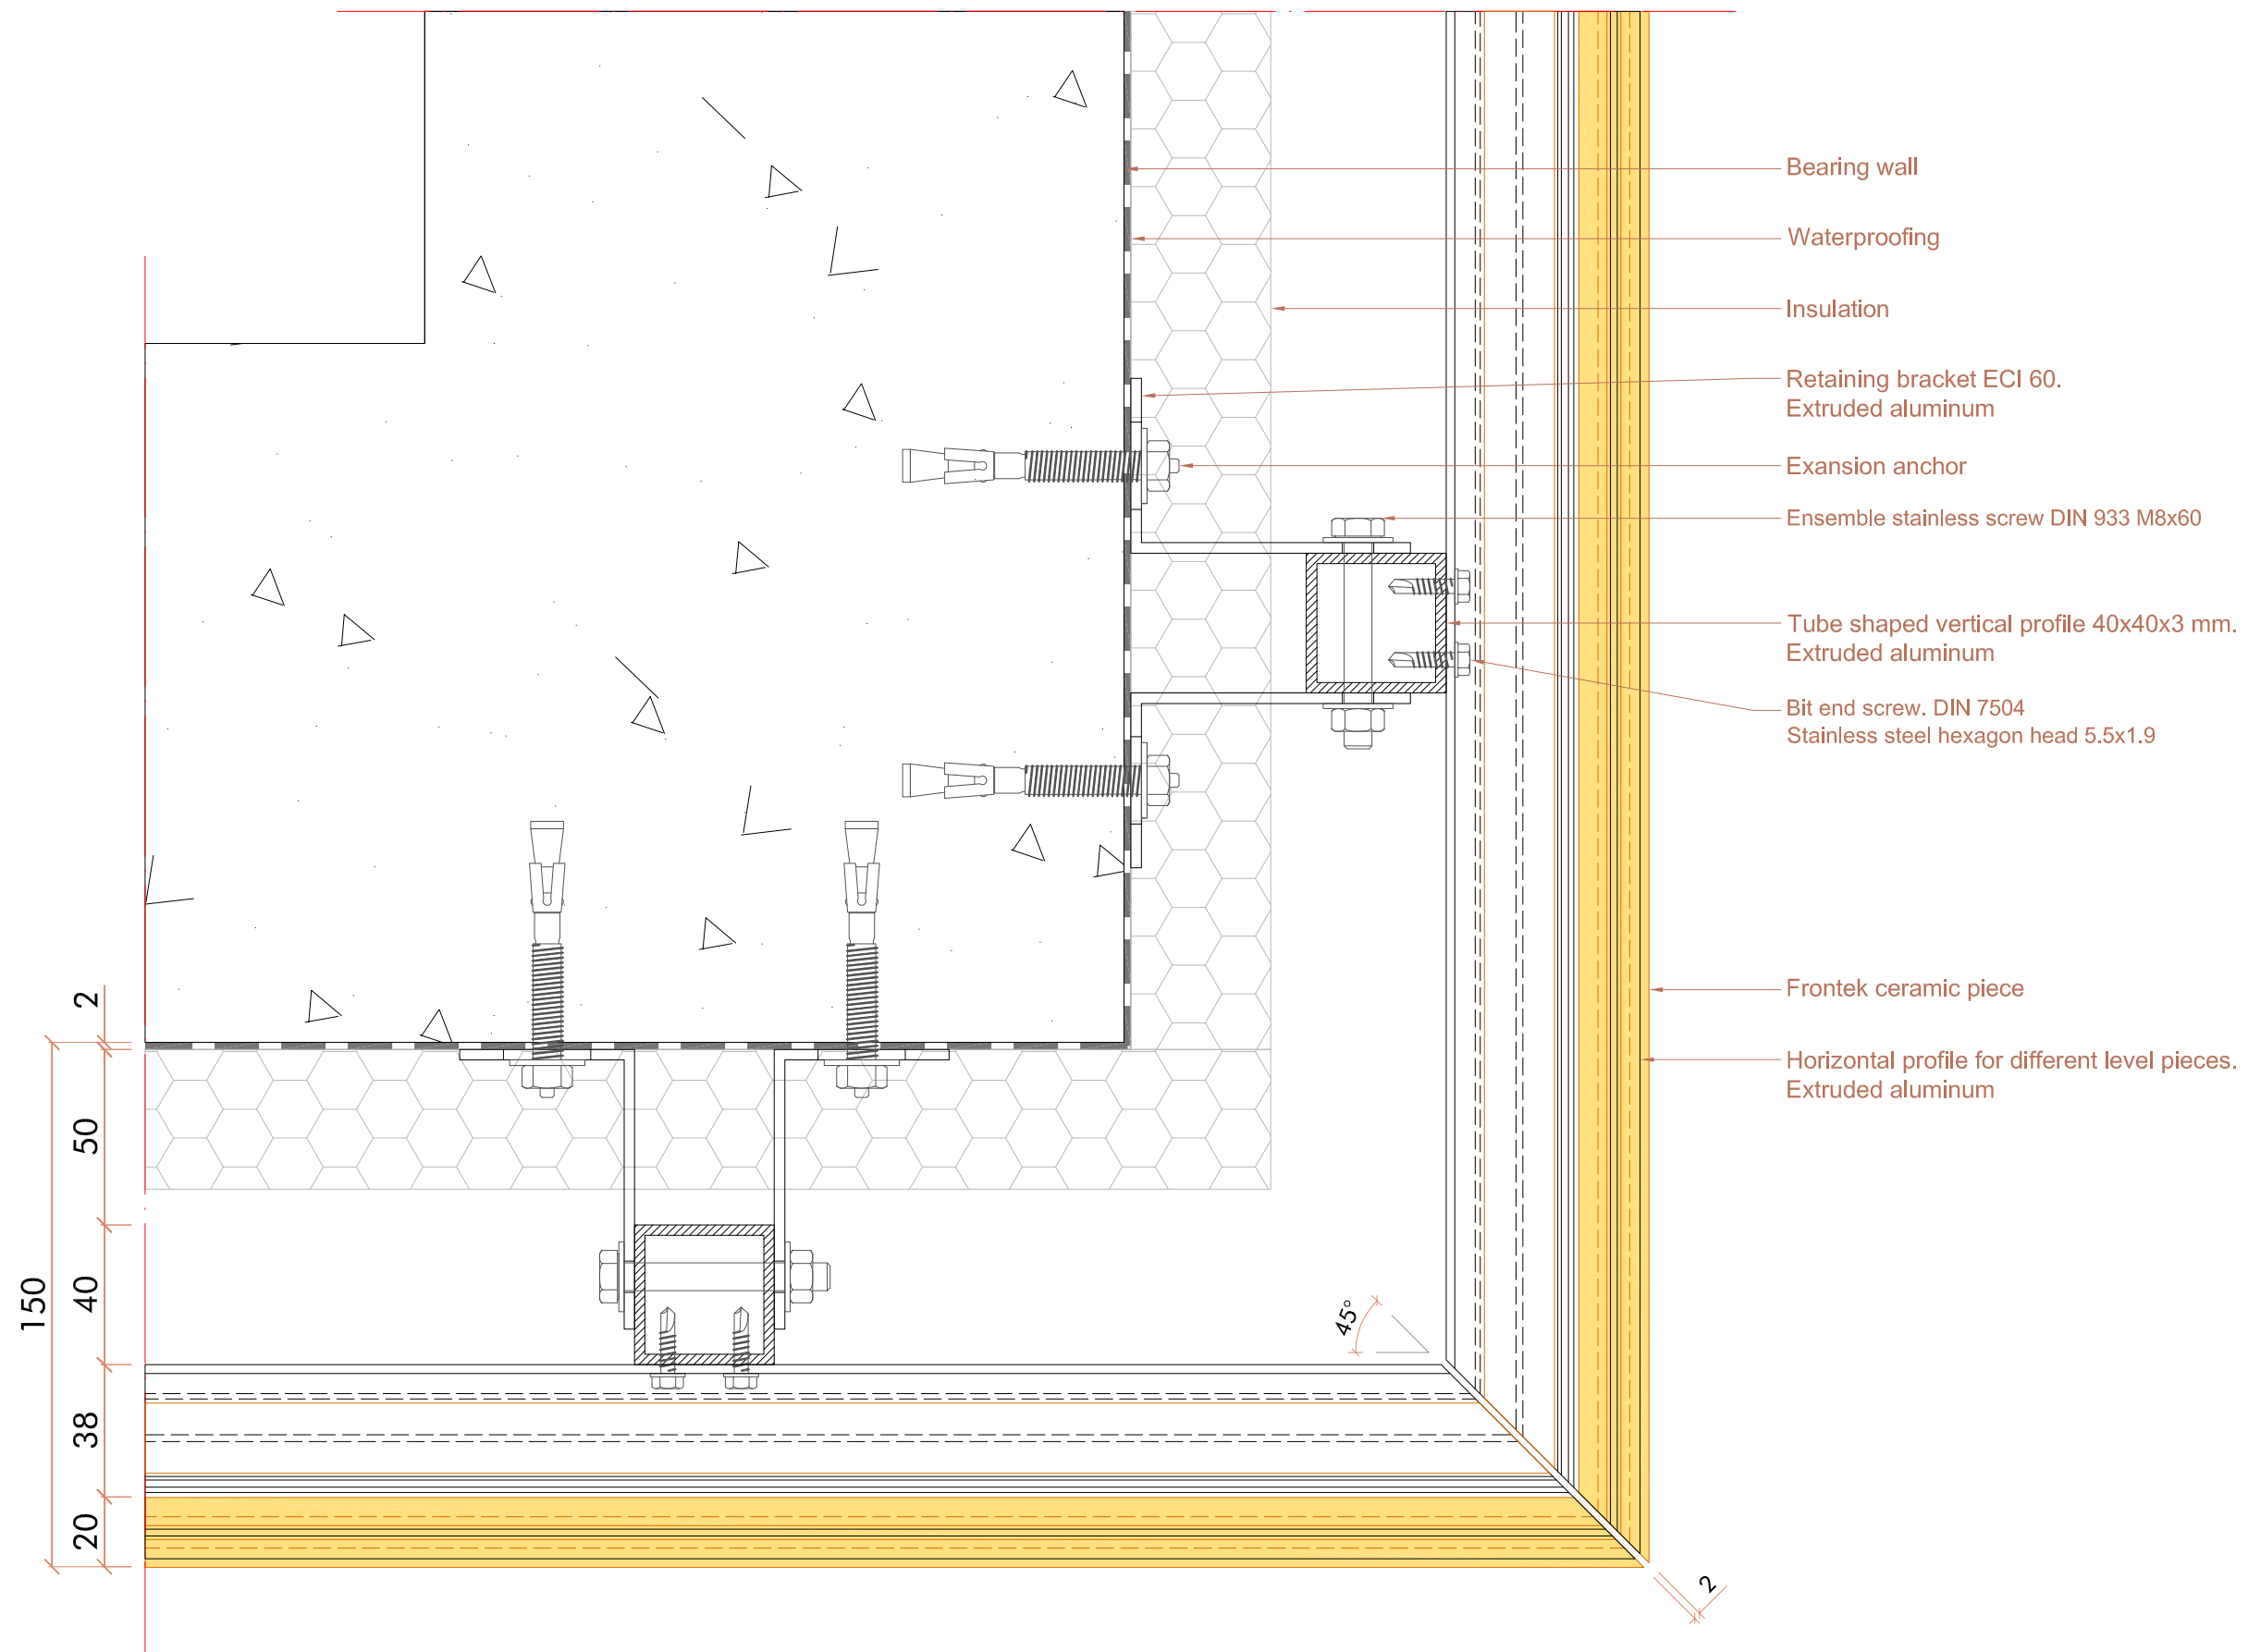 Bearing wall
Waterproofing
Insulation
Retaining bracket ECI 60.
Extruded aluminum
Exansion anchor
Ensemble stainless screw DIN 933 M8x60
Tube shaped vertical profile 40x40x3 mm.
Extruded aluminum
Bit end screw. DIN 7504
Stainless steel hexagon head 5.5x1.9
Frontek ceramic piece
Horizontal profile for different level pieces.
Extruded aluminum
2
50
40
38
20
150
45°
2